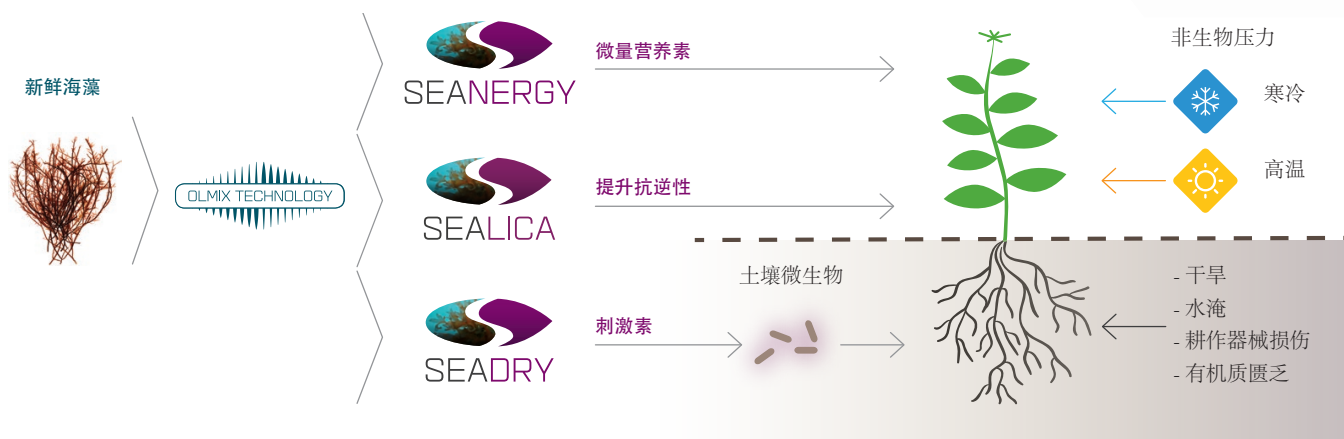 新鲜海藻
OLMIX TECHNOLOGY
SEANERGY
微量营养素
SEALICA
提升抗逆性
SEADRY
刺激素
土壤微生物
非生物压力
寒冷
高温
- 干旱
- 水淹
- 耕作器械损伤
- 有机质匮乏